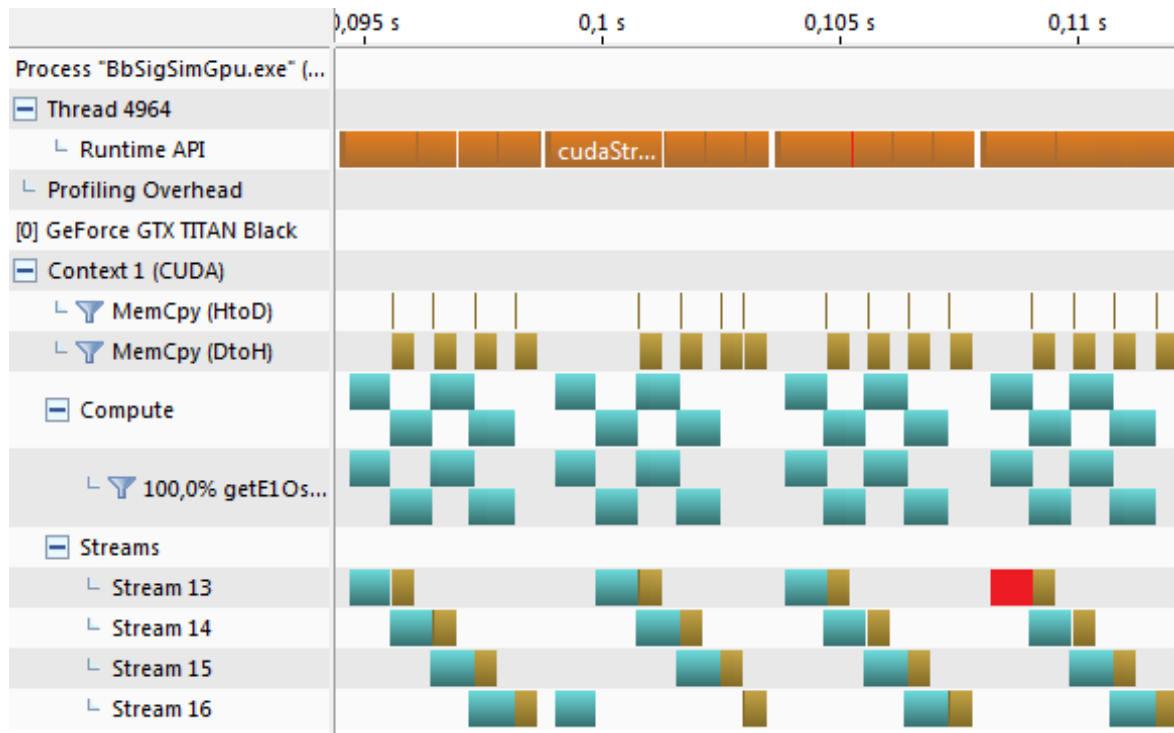 0,095 s 0,1 s 0,105 s 0,11 s
Process "BbSigSimGpu.exe" (...
Thread 4964
Runtime API
cudaStr...
Profiling Overhead
[0] GeForce GTX TITAN Black
Context 1 (CUDA)
MemCpy (HtoD)
MemCpy (DtoH)
Compute
100,0% getE1Os...
Streams
Stream 13
Stream 14
Stream 15
Stream 16